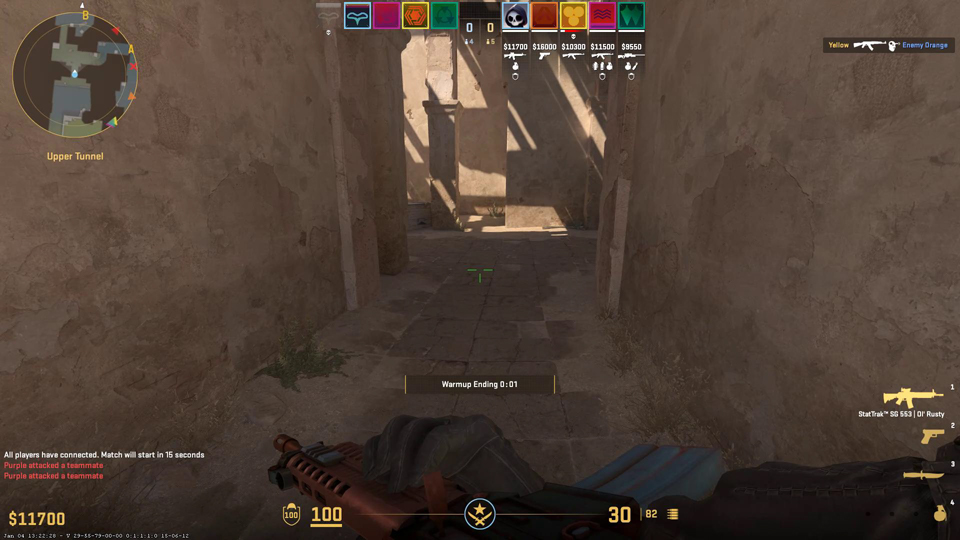 B
A
Upper Tunnel
0 0
4 5
$11700 $16000 $10300 $11500 $9550
Yellow Enemy Orange
Warmup Ending 0:01
1
StatTrak™ SG 553 | Ol' Rusty
2
3
4
All players have connected. Match will start in 15 seconds
Purple attacked a teammate
Purple attacked a teammate
$11700
100 100
30 | 82